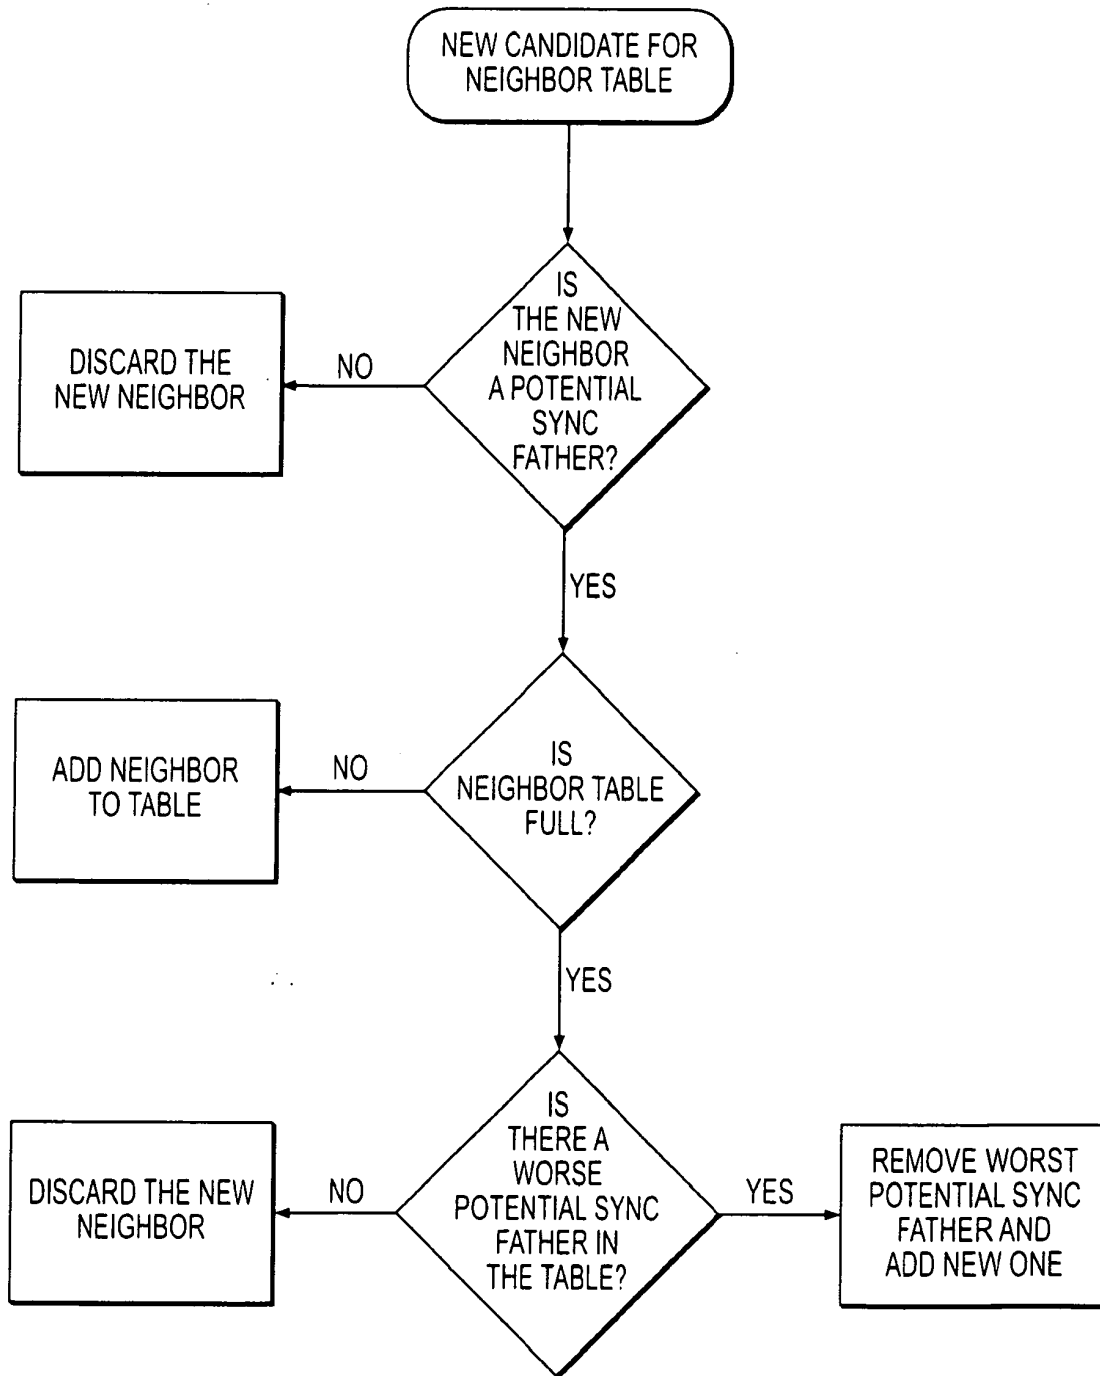 NEW CANDIDATE FOR
NEIGHBOR TABLE
IS
THE NEW
NEIGHBOR
A POTENTIAL
SYNC
FATHER?
NO
DISCARD THE
NEW NEIGHBOR
YES
IS
NEIGHBOR TABLE
FULL?
NO
ADD NEIGHBOR
TO TABLE
YES
IS
THERE A
WORSE
POTENTIAL SYNC
FATHER IN
THE TABLE?
NO
DISCARD THE NEW
NEIGHBOR
YES
REMOVE WORST
POTENTIAL SYNC
FATHER AND
ADD NEW ONE